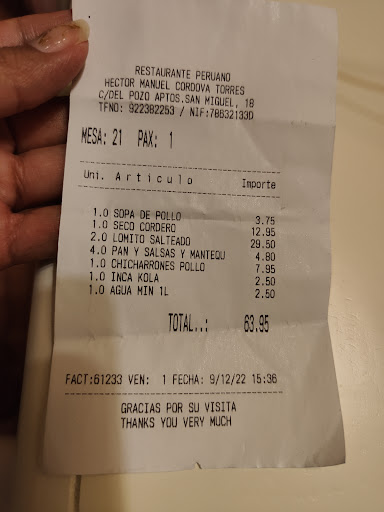 RESTAURANTE PERUANO
HECTOR MANUEL CORDOVA TORRES
C/DEL POZO APTOS.SAN MIGUEL, 18
TFNO: 922382253 / NIF:78632133D
MESA: 21 PAX: 1
Uni. Artículo Importe
1.0 SOPA DE POLLO 3.75
1.0 SECO CORDERO 12.95
2.0 LOMITO SALTEADO 29.50
4.0 PAN Y SALSAS Y MANTEQU 4.80
1.0 CHICHARRONES POLLO 7.95
1.0 INCA KOLA 2.50
1.0 AGUA MIN 1L 2.50
TOTAL..: 63.95
FACT:61233 VEN: 1 FECHA: 9/12/22 15:36
GRACIAS POR SU VISITA
THANKS YOU VERY MUCH